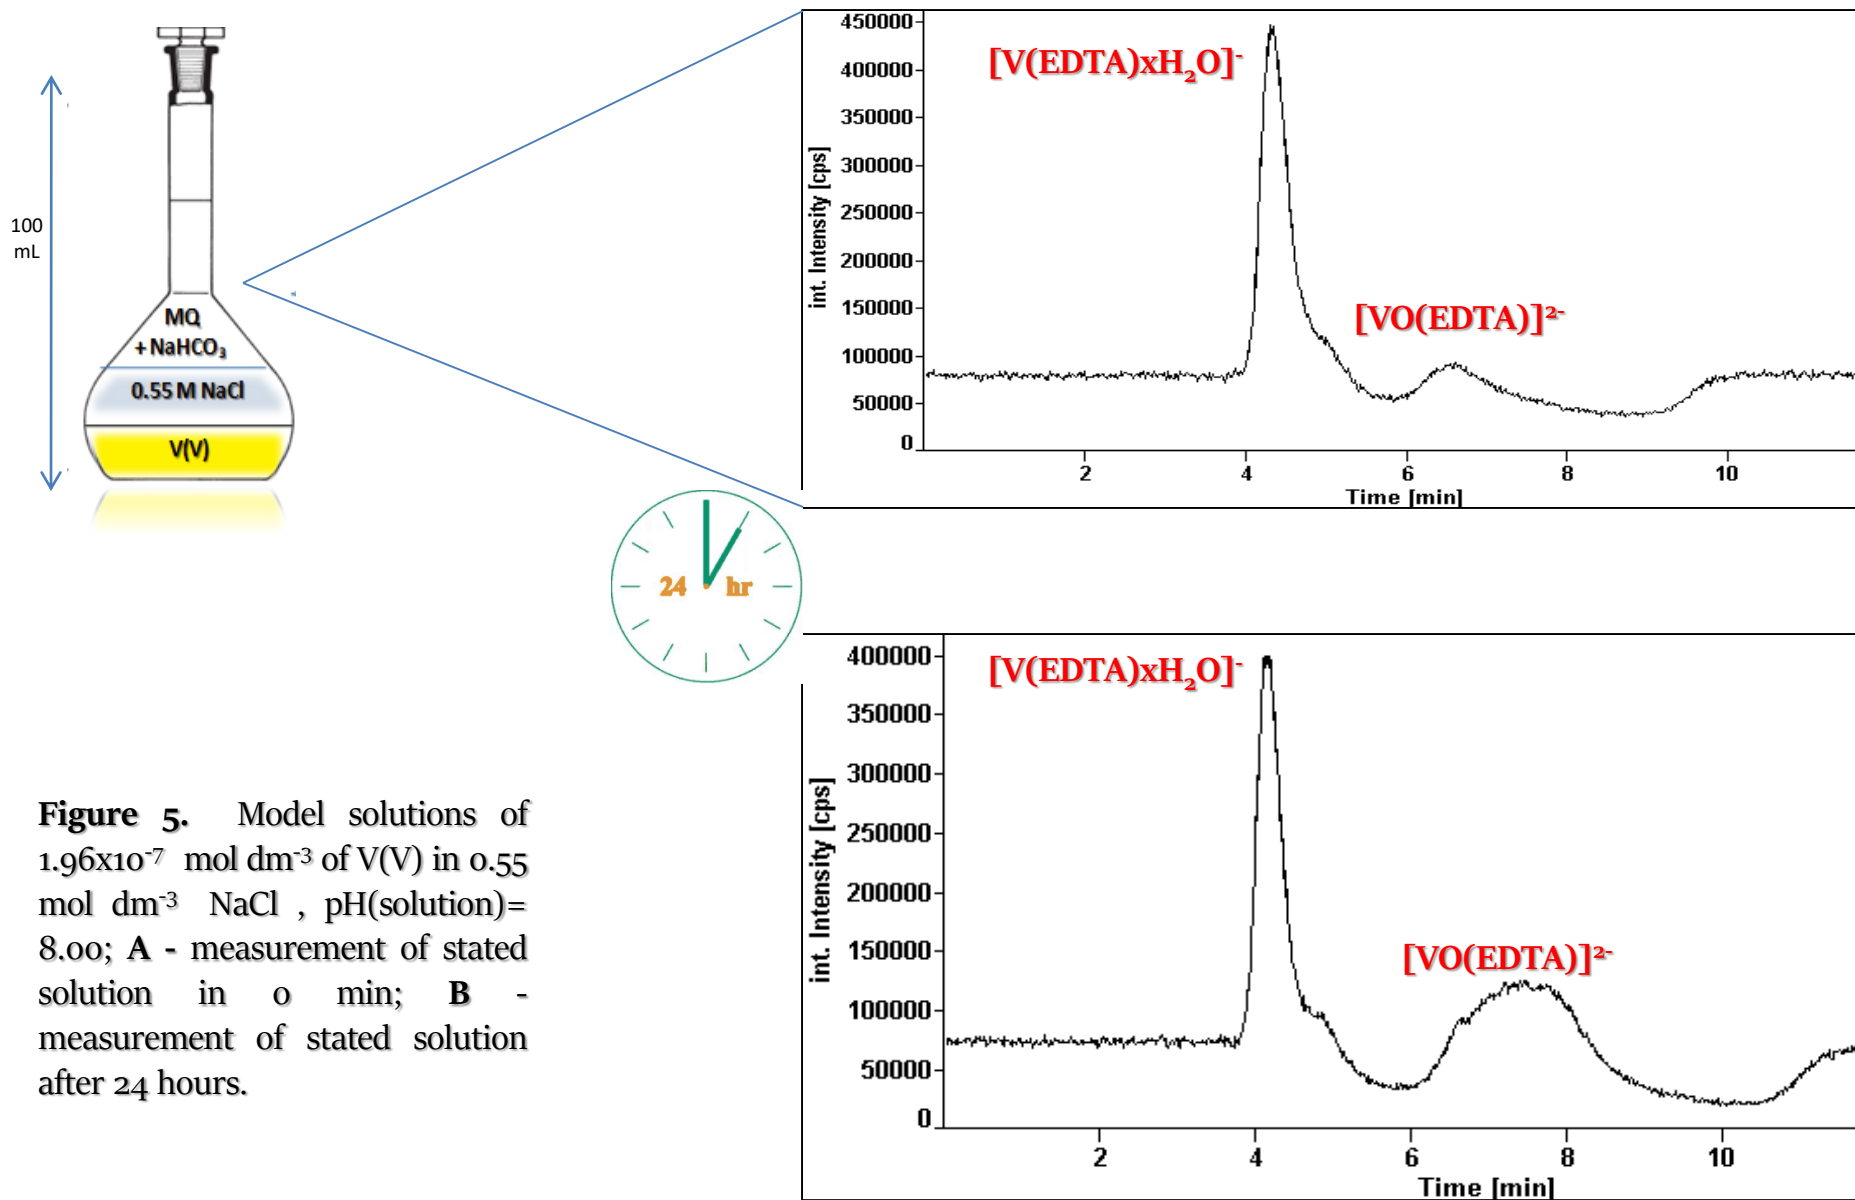 100
mL
MQ
+ NaHCO₃
0.55 M NaCl
V(V)
450000
400000
350000
300000
250000
200000
150000
100000
50000
0
int. Intensity [cps]
[V(EDTA)xH₂O]⁻
[VO(EDTA)]²⁻
2
4
6
8
10
Time [min]
24 hr
400000
350000
300000
250000
200000
150000
100000
50000
0
int. Intensity [cps]
[V(EDTA)xH₂O]⁻
[VO(EDTA)]²⁻
2
4
6
8
10
Time [min]
Figure 5. Model solutions of
1.96x10⁻⁷ mol dm⁻³ of V(V) in 0.55
mol dm⁻³ NaCl , pH(solution)=
8.00; A - measurement of stated
solution in 0 min; B -
measurement of stated solution
after 24 hours.